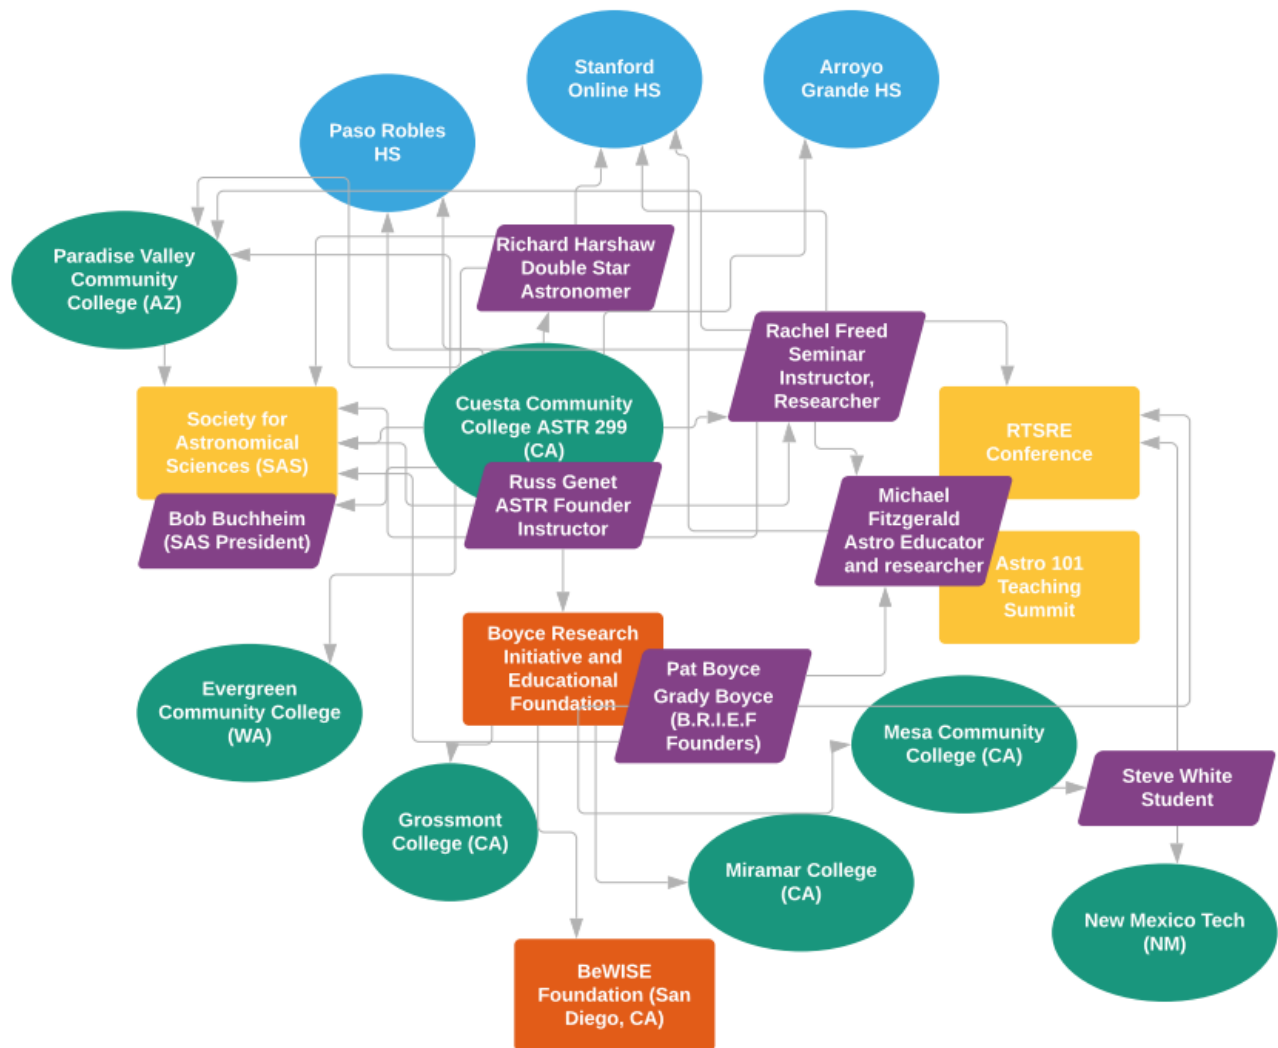 Stanford
Online HS
Arroyo
Grande HS
Paso Robles
HS
Paradise Valley
Community
College (AZ)
Richard Harshaw
Double Star
Astronomer
Rachel Freed
Seminar
Instructor,
Researcher
Society for
Astronomical
Sciences (SAS)
Cuesta Community
College ASTR 299
(CA)
RTSRE
Conference
Bob Buchheim
(SAS President)
Russ Genet
ASTR Founder
Instructor
Michael
Fitzgerald
Astro Educator
and researcher
Astro 101
Teaching
Summit
Boyce Research
Initiative and
Educational
Foundation
Pat Boyce
Grady Boyce
(B.R.I.E.F
Founders)
Evergreen
Community College
(WA)
Mesa Community
College (CA)
Steve White
Student
Grossmont
College (CA)
Miramar College
(CA)
New Mexico Tech
(NM)
BeWISE
Foundation (San
Diego, CA)